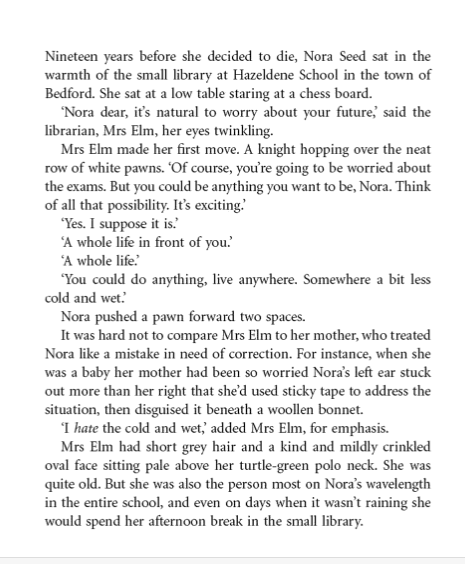 Nineteen years before she decided to die, Nora Seed sat in the
warmth of the small library at Hazeldene School in the town of
Bedford. She sat at a low table staring at a chess board.
‘Nora dear, it’s natural to worry about your future,’ said the
librarian, Mrs Elm, her eyes twinkling.
Mrs Elm made her first move. A knight hopping over the neat
row of white pawns. ‘Of course, you’re going to be worried about
the exams. But you could be anything you want to be, Nora. Think
of all that possibility. It’s exciting.’
‘Yes. I suppose it is.’
‘A whole life in front of you.’
‘A whole life.’
‘You could do anything, live anywhere. Somewhere a bit less
cold and wet.’
Nora pushed a pawn forward two spaces.
It was hard not to compare Mrs Elm to her mother, who treated
Nora like a mistake in need of correction. For instance, when she
was a baby her mother had been so worried Nora’s left ear stuck
out more than her right that she’d used sticky tape to address the
situation, then disguised it beneath a woollen bonnet.
‘I hate the cold and wet,’ added Mrs Elm, for emphasis.
Mrs Elm had short grey hair and a kind and mildly crinkled
oval face sitting pale above her turtle-green polo neck. She was
quite old. But she was also the person most on Nora’s wavelength
in the entire school, and even on days when it wasn’t raining she
would spend her afternoon break in the small library.